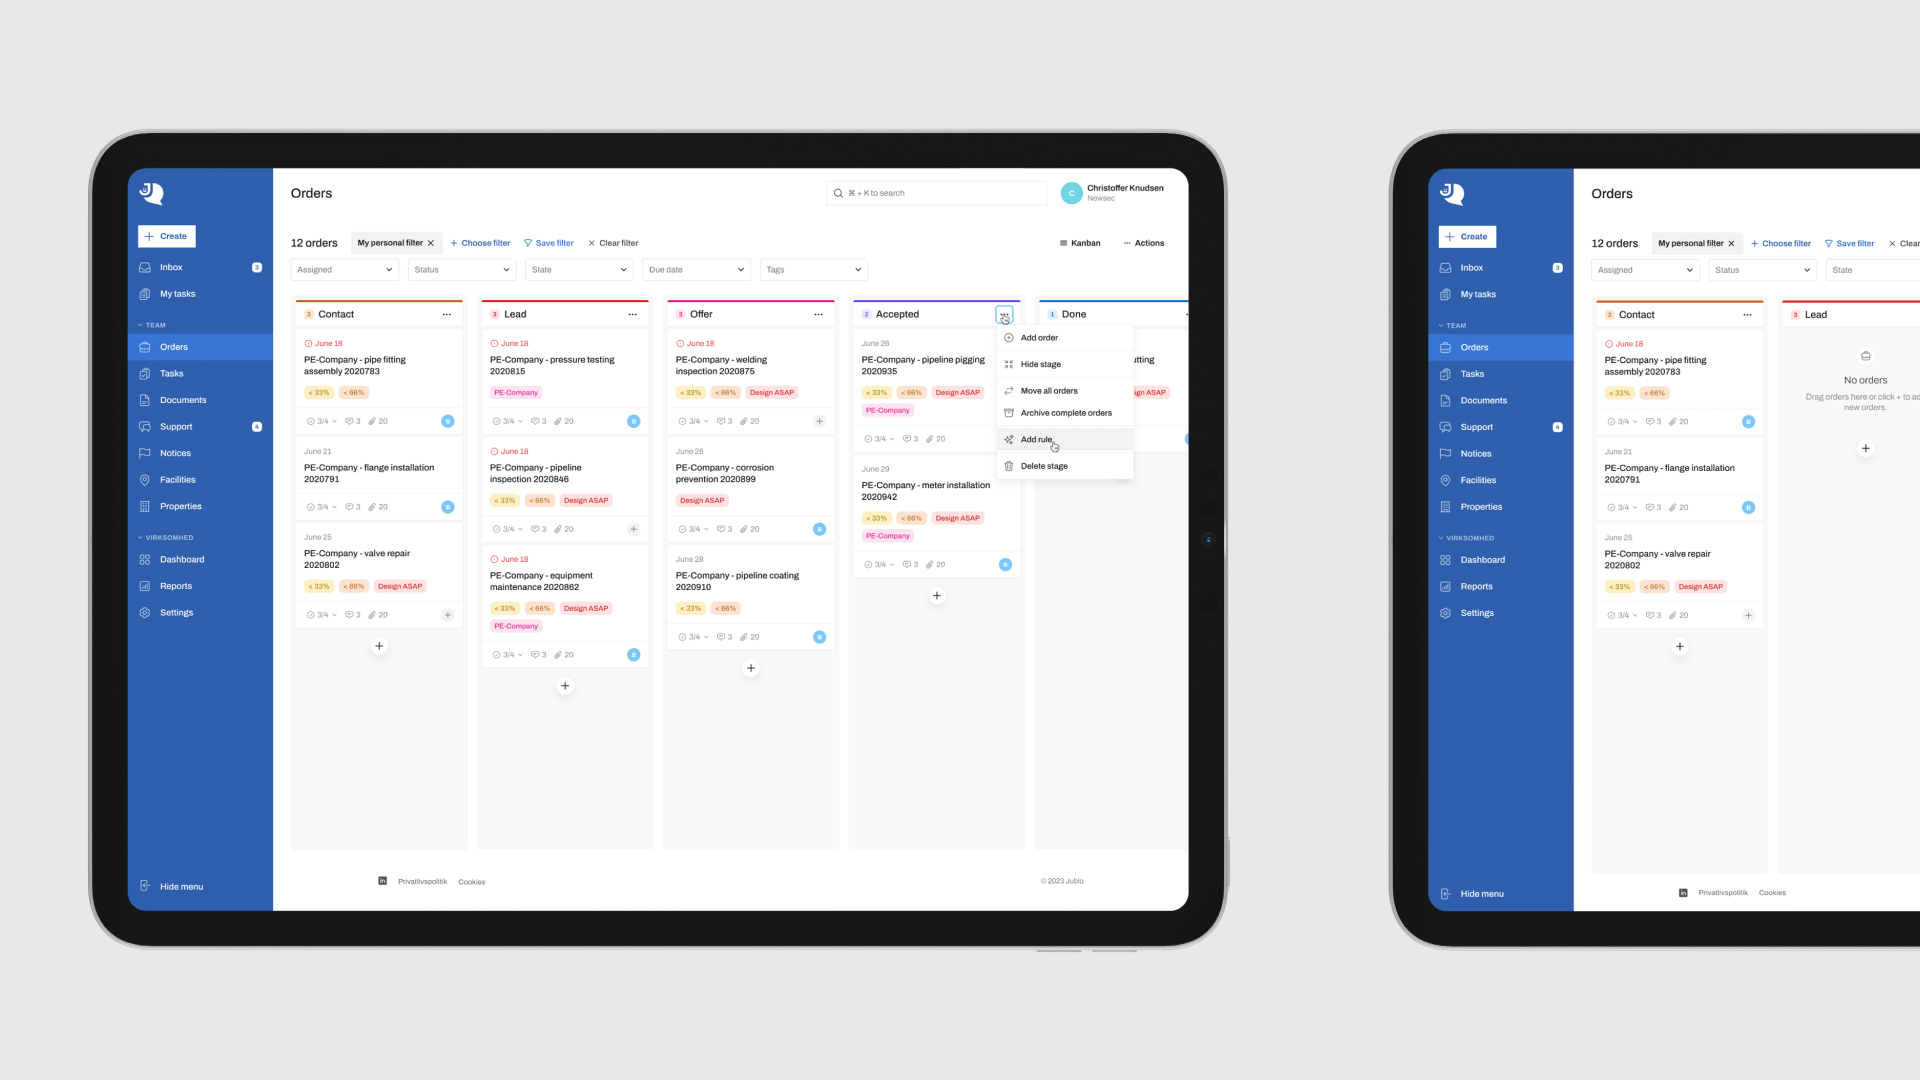 Orders
⌘ + K to search
C
Christoffer Knudsen
Newsec
+ Create
Inbox 3
My tasks
TEAM
Orders
Tasks
Documents
Support 4
Notices
Facilities
Properties
VIRKSOMHED
Dashboard
Reports
Settings
Hide menu
12 orders
My personal filter
+ Choose filter
Save filter
Clear filter
Kanban
Actions
Assigned
Status
State
Due date
Tags
3 Contact
June 18
PE-Company - pipe fitting
assembly 2020783
< 33% < 66%
3/4 3 20 B
June 21
PE-Company - flange installation
2020791
3/4 3 20 B
June 25
PE-Company - valve repair
2020802
< 33% < 66% Design ASAP
3/4 3 20 +
+
3 Lead
June 18
PE-Company - pressure testing
2020815
PE-Company
3/4 3 20 B
June 18
PE-Company - pipeline
inspection 2020846
< 33% < 66% Design ASAP
3/4 3 20 +
June 18
PE-Company - equipment
maintenance 2020862
< 33% < 66% Design ASAP
PE-Company
3/4 3 20 B
+
3 Offer
June 18
PE-Company - welding
inspection 2020875
< 33% < 66% Design ASAP
3/4 3 20 +
June 26
PE-Company - corrosion
prevention 2020899
Design ASAP
3/4 3 20 B
June 28
PE-Company - pipeline coating
2020910
< 33% < 66%
3/4 3 20 B
+
2 Accepted
June 26
PE-Company - pipeline pigging
2020935
< 33% < 66% Design ASAP
PE-Company
3/4 3 20
June 29
PE-Company - meter installation
2020942
< 33% < 66% Design ASAP
PE-Company
3/4 3 20 B
+
Add order
Hide stage
Move all orders
Archive complete orders
Add rule
Delete stage
1 Done
utting
ign ASAP
in
Privatlivspolitik
Cookies
© 2023 Jublo
Orders
+ Create
Inbox 3
My tasks
TEAM
Orders
Tasks
Documents
Support 4
Notices
Facilities
Properties
VIRKSOMHED
Dashboard
Reports
Settings
Hide menu
12 orders
My personal filter
+ Choose filter
Save filter
Clear
Assigned
Status
State
3 Contact
June 18
PE-Company - pipe fitting
assembly 2020783
< 33% < 66%
3/4 3 20 B
June 21
PE-Company - flange installation
2020791
3/4 3 20 B
June 25
PE-Company - valve repair
2020802
< 33% < 66% Design ASAP
3/4 3 20 +
+
3 Lead
No orders
Drag orders here or click + to ad
new orders.
+
in
Privatlivspolitik
Cookies